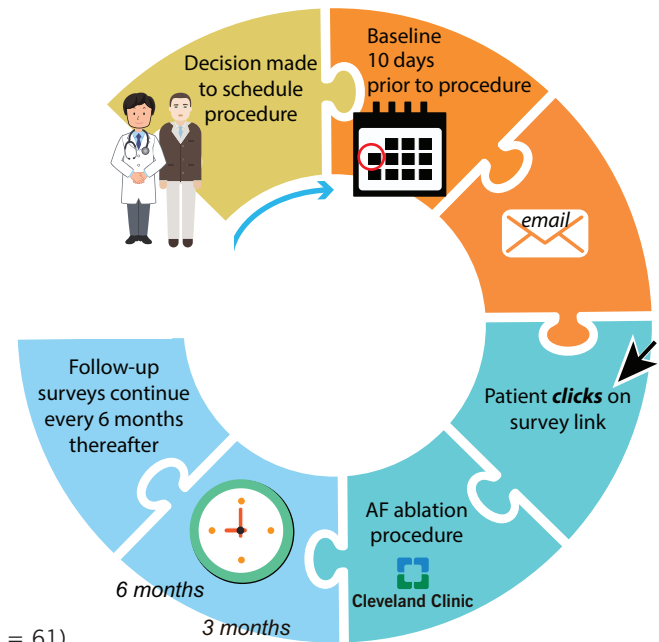 Decision made
to schedule
procedure
Baseline
10 days
prior to procedure
email
Patient clicks on
survey link
AF ablation
procedure
Cleveland Clinic
6 months
3 months
Follow-up
surveys continue
every 6 months
thereafter
= 61)